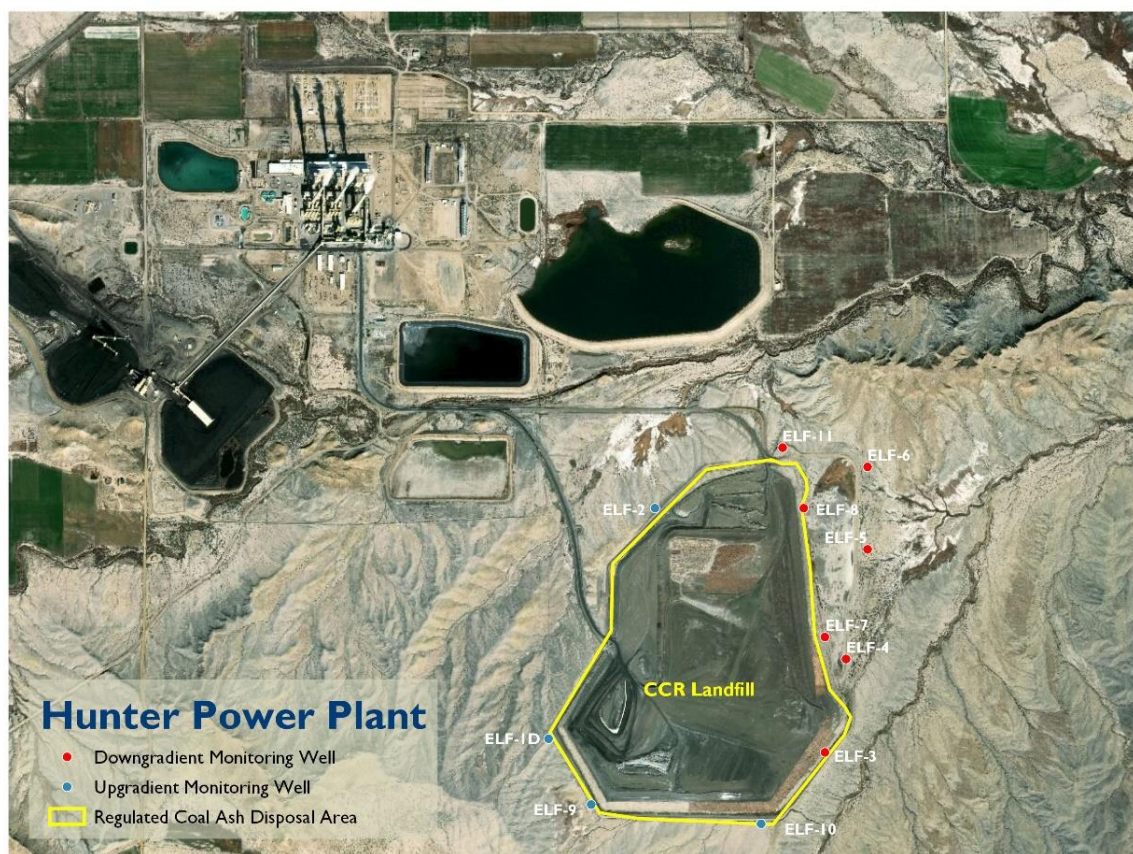 ELF-11
ELF-6
ELF-2
ELF-8
ELF-5
ELF-7
ELF-4
CCR Landfill
ELF-1D
ELF-3
ELF-9
ELF-10
Hunter Power Plant
Downgradient Monitoring Well
Upgradient Monitoring Well
Regulated Coal Ash Disposal Area